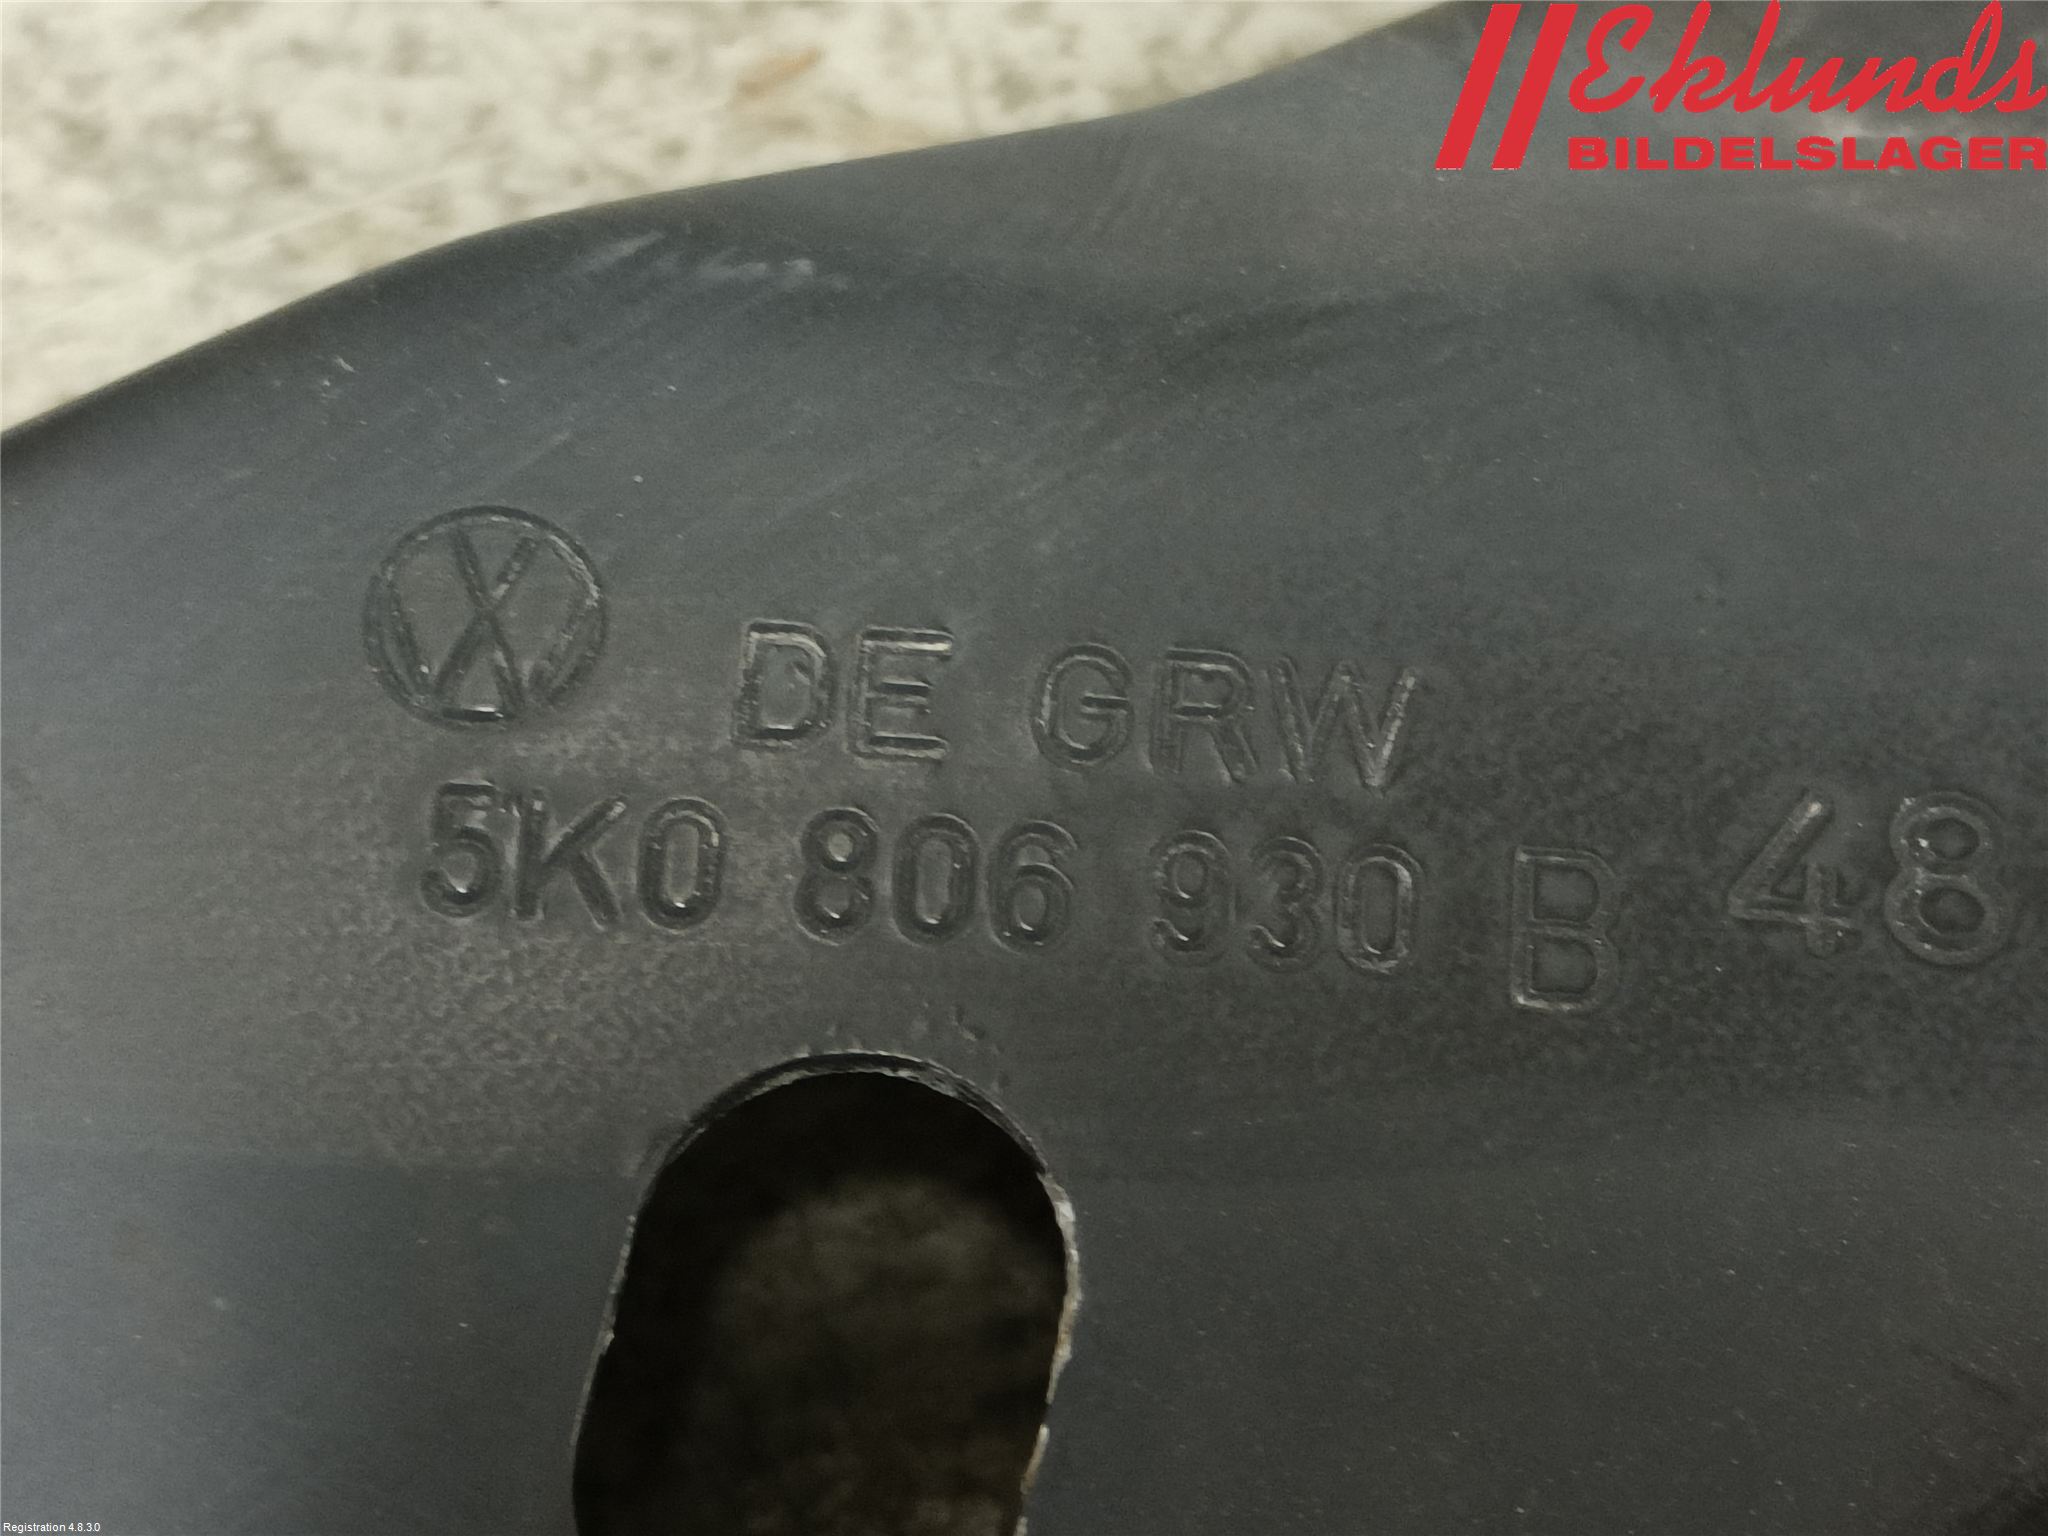 Eklunds
BILDELSLAGER
DE GRW
5K0 806 930 B 48
Registration 4.8.3.0